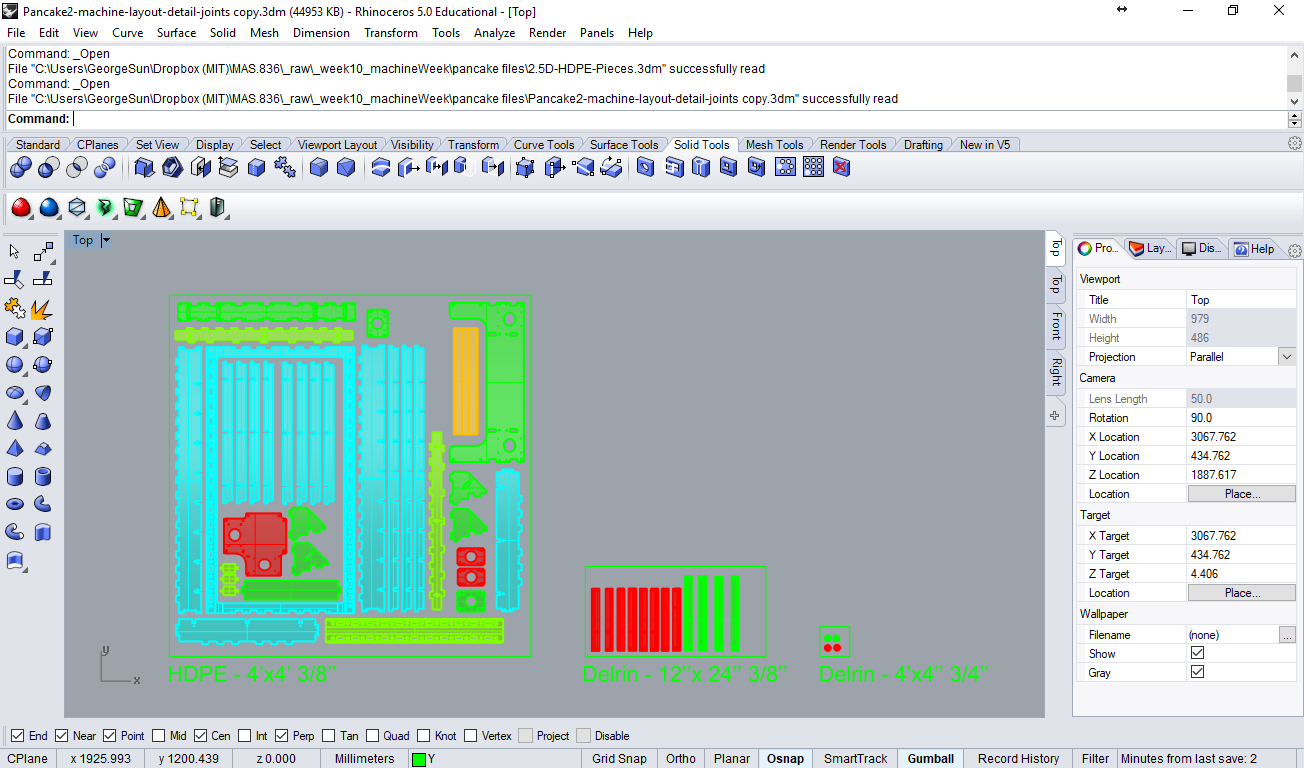 Pancake2-machine-layout-detail-joints copy.3dm (44953 KB) - Rhinoceros 5.0 Educational - [Top]
File Edit View Curve Surface Solid Mesh Dimension Transform Tools Analyze Render Panels Help
Command: _Open
File "C:\Users\GeorgeSun\Dropbox (MIT)\MAS.836\_raw\_week10_machineWeek\pancake files\2.5D-HDPE-Pieces.3dm" successfully read
Command: _Open
File "C:\Users\GeorgeSun\Dropbox (MIT)\MAS.836\_raw\_week10_machineWeek\pancake files\Pancake2-machine-layout-detail-joints copy.3dm" successfully read
Command:
Standard CPlanes Set View Display Select Viewport Layout Visibility Transform Curve Tools Surface Tools Solid Tools Mesh Tools Render Tools Drafting New in V5
Top
Top
Top
Front
Right
Pro... Lay... Dis... Help
Viewport
Title Top
Width 979
Height 486
Projection Parallel
Camera
Lens Length 50.0
Rotation 90.0
X Location 3067.762
Y Location 434.762
Z Location 1887.617
Location Place...
Target
X Target 3067.762
Y Target 434.762
Z Target 4.406
Location Place...
Wallpaper
Filename (none) ...
Show
Gray
y
x
HDPE - 4'x4' 3/8" Delrin - 12"x 24" 3/8" Delrin - 4"x4" 3/4"
End Near Point Mid Cen Int Perp Tan Quad Knot Vertex Project Disable
CPlane x 1925.993 y 1200.439 z 0.000 Millimeters Y Grid Snap Ortho Planar Osnap SmartTrack Gumball Record History Filter Minutes from last save: 2